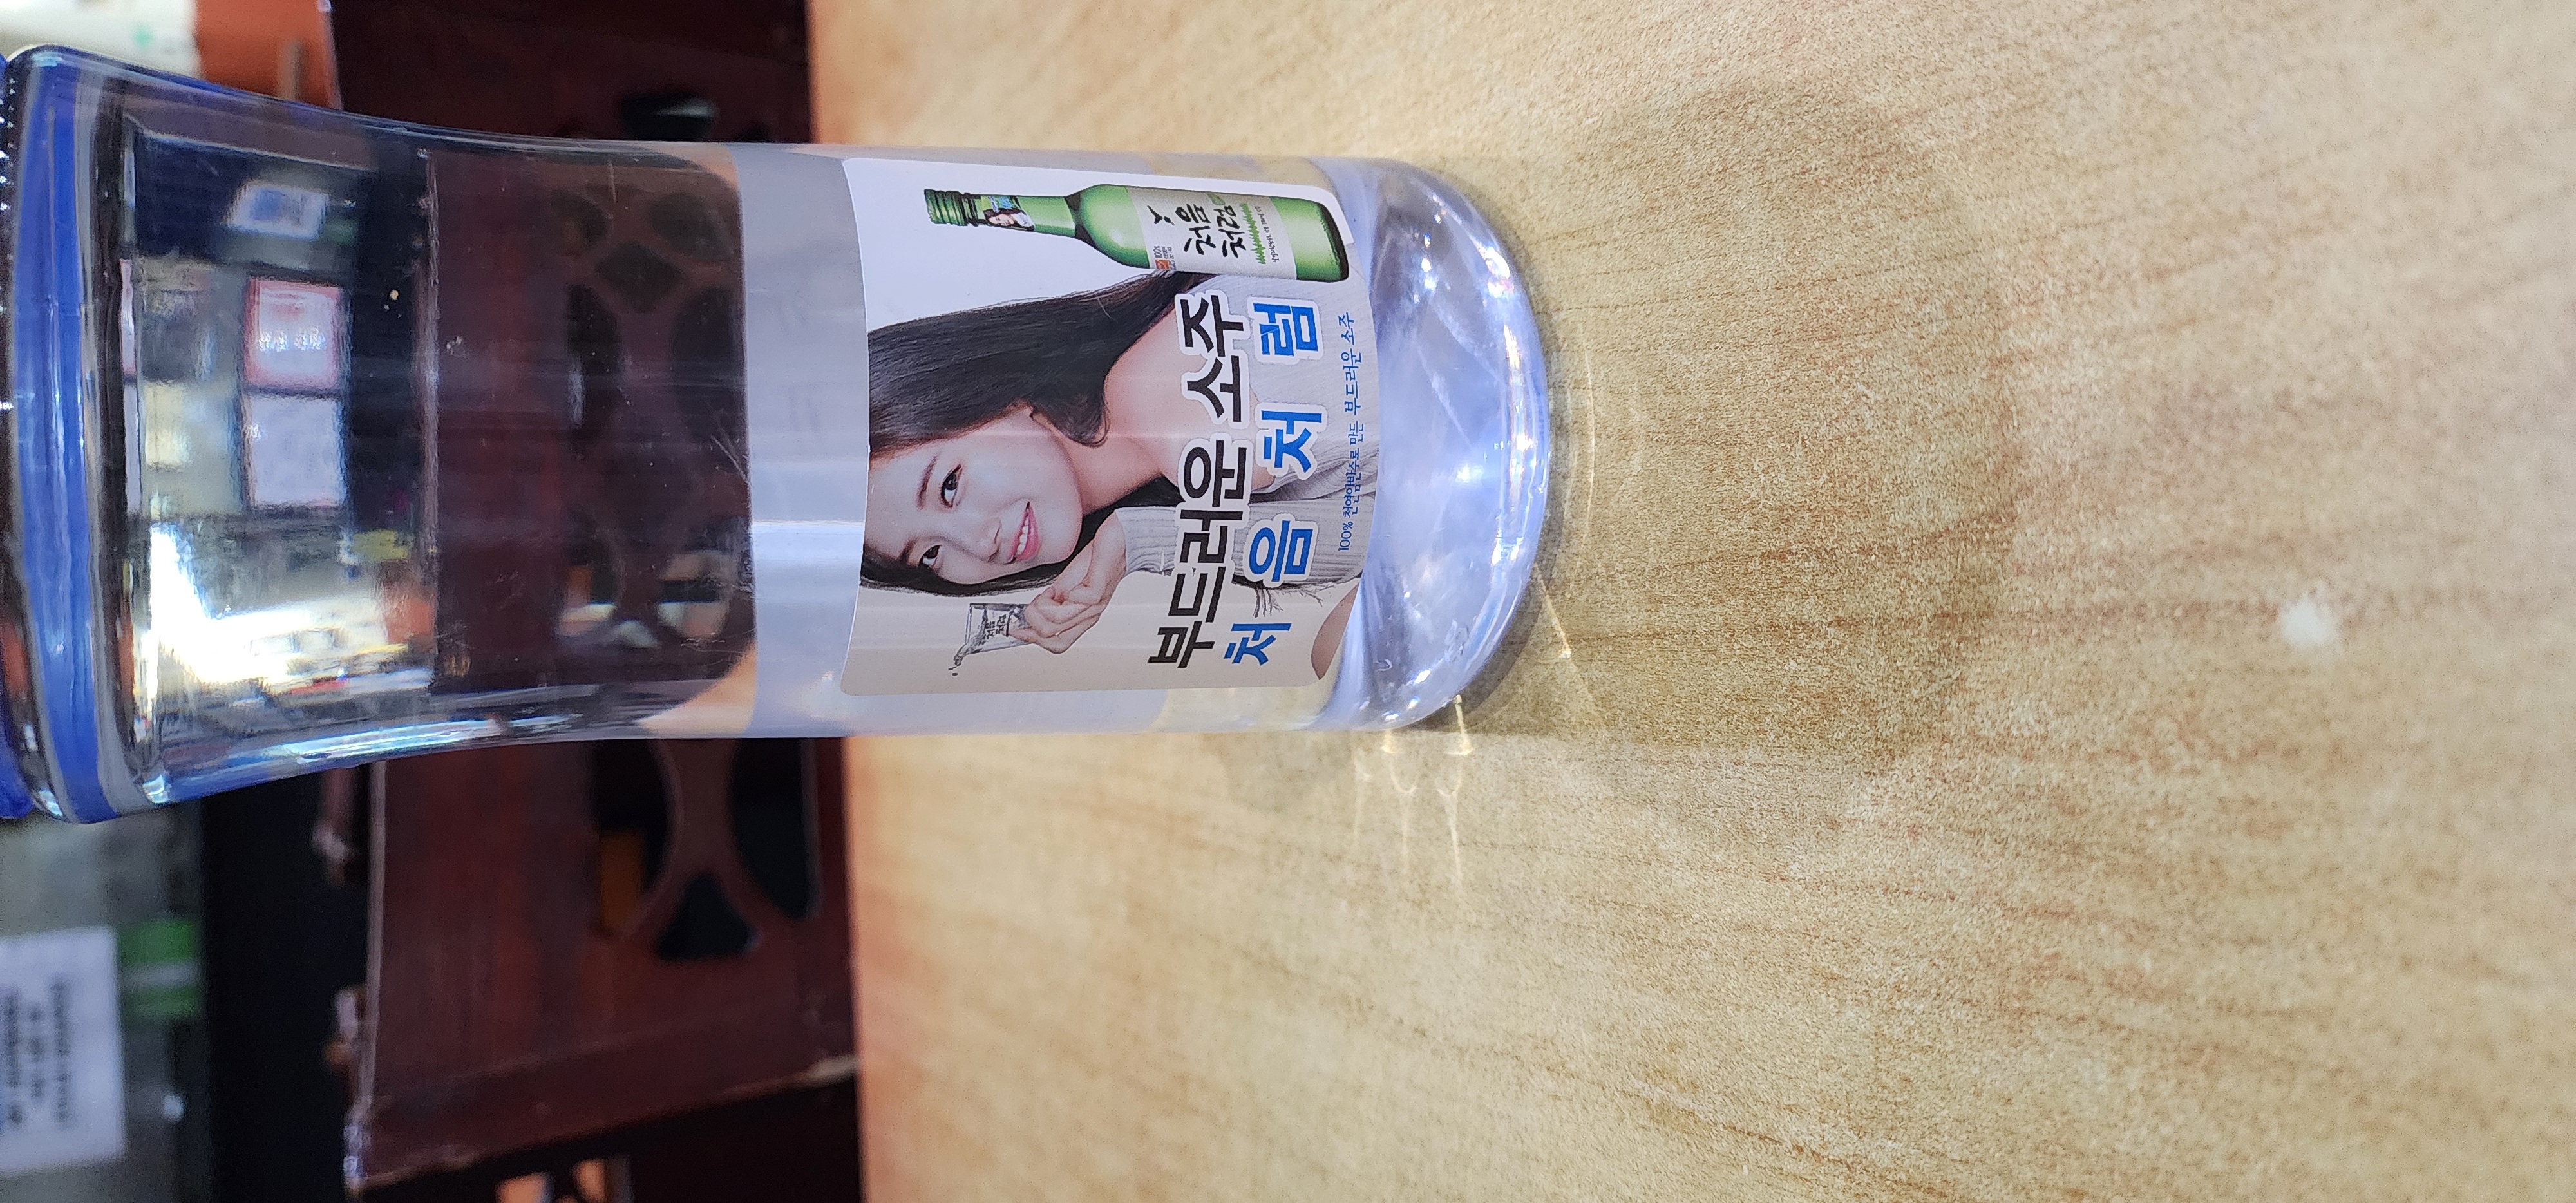 부드러운 소주
처음처럼
100% 천연암반수로 만든 부드러운 소주
처음
처럼